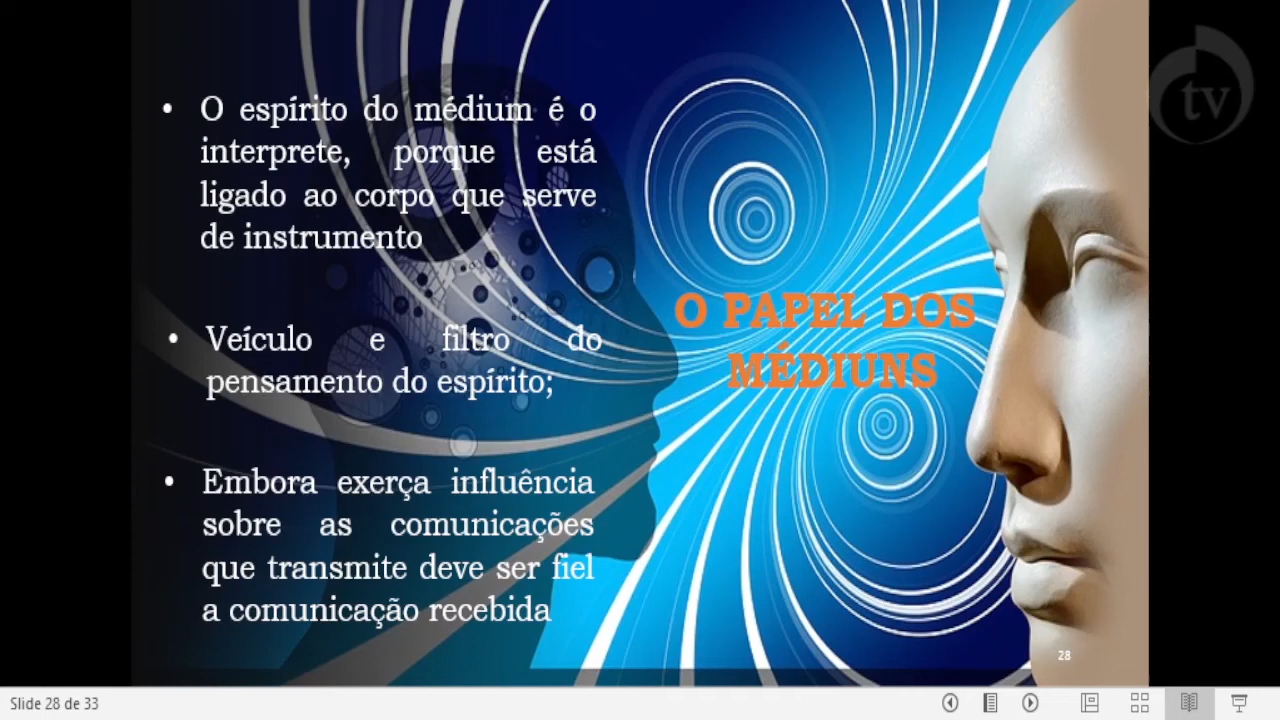 • O espírito do médium é o
interprete, porque está
ligado ao corpo que serve
de instrumento
• Veículo e filtro do
pensamento do espírito;
• Embora exerça influência
sobre as comunicações
que transmite deve ser fiel
a comunicação recebida
O PAPEL DOS
MÉDIUNS
tv
28
Slide 28 de 33